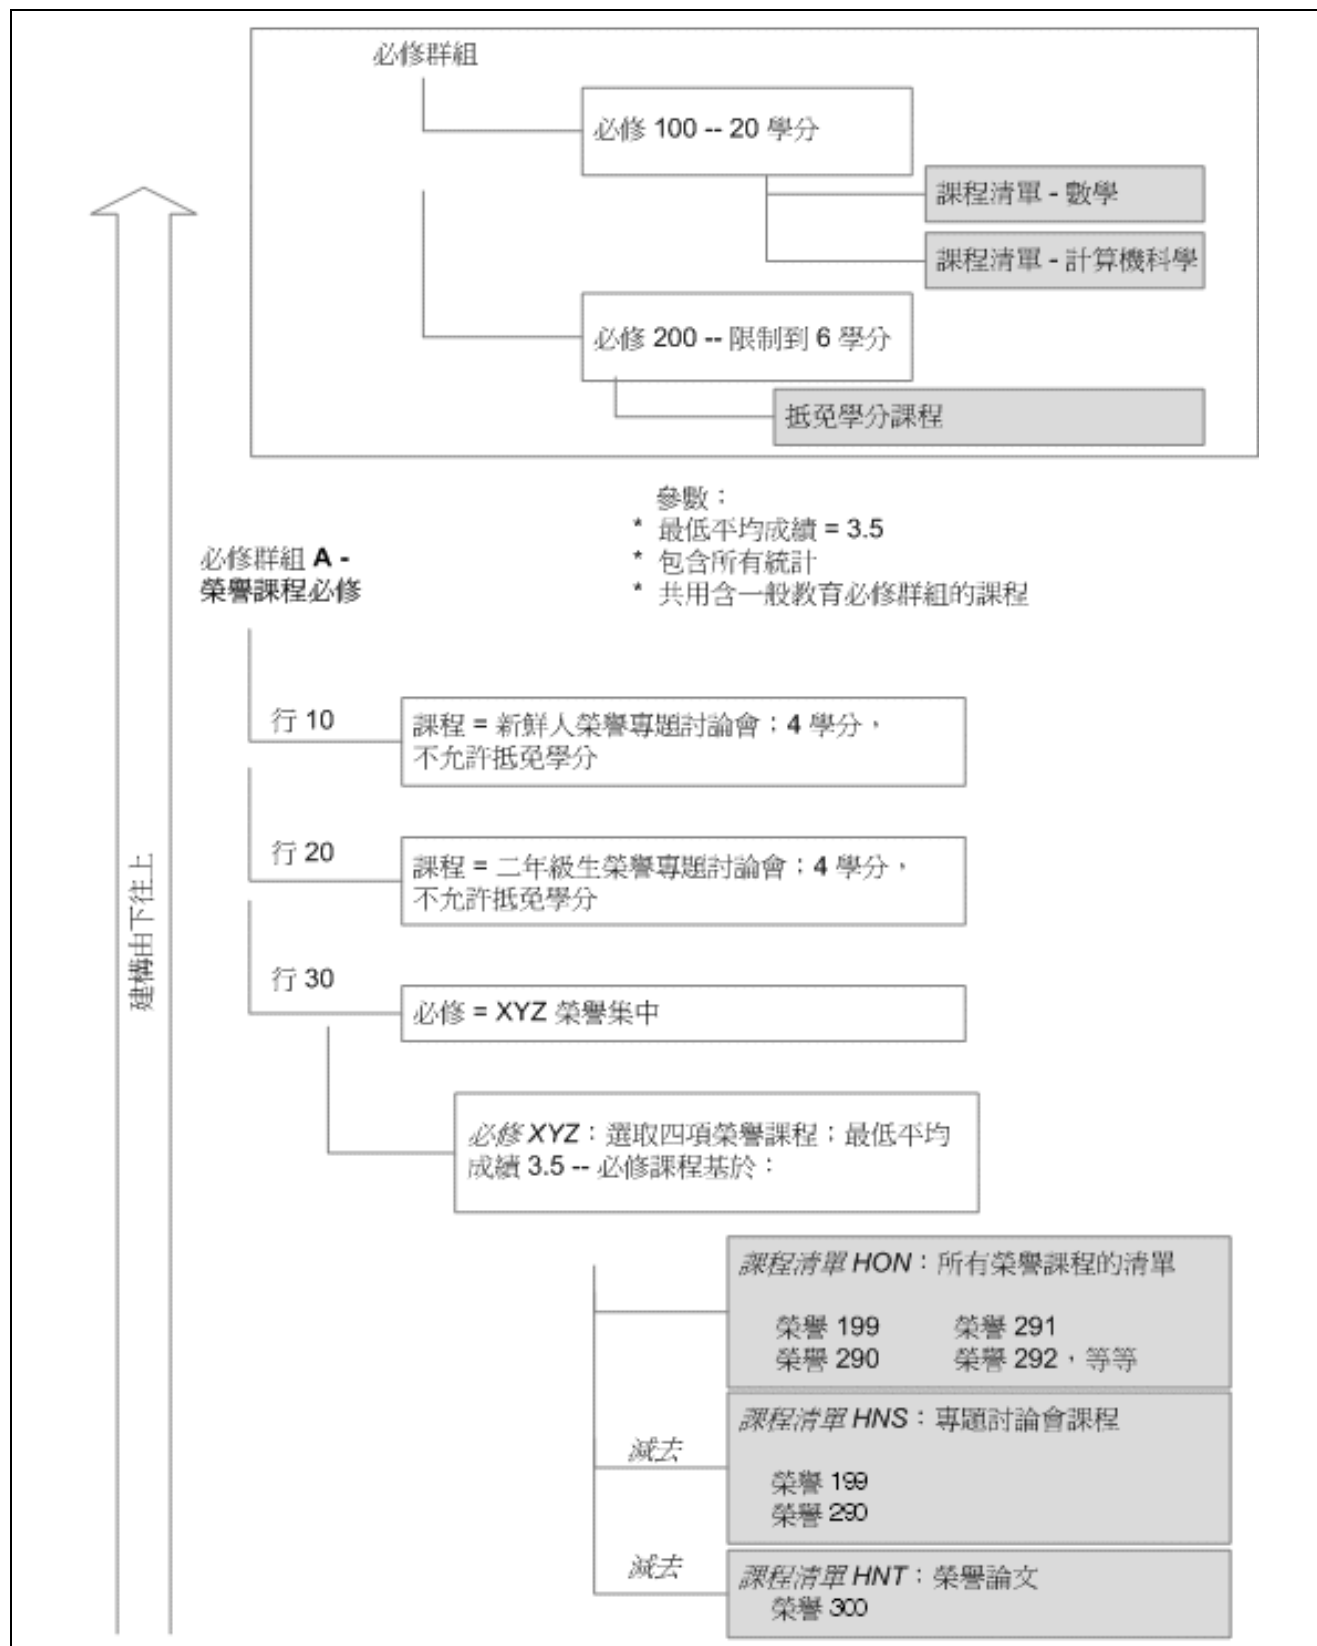 必修群組
必修 100 -- 20 學分
課程清單 - 數學
課程清單 - 計算機科學
必修 200 -- 限制到 6 學分
抵免學分課程
參數：
* 最低平均成績 = 3.5
* 包含所有統計
* 共用含一般教育必修群組的課程
必修群組 A -
榮譽課程必修
行 10
課程 = 新鮮人榮譽專題討論會；4 學分，
不允許抵免學分
行 20
課程 = 二年級生榮譽專題討論會；4 學分，
不允許抵免學分
行 30
必修 = XYZ 榮譽集中
建構由下往上
必修 XYZ：選取四項榮譽課程；最低平均
成績 3.5 -- 必修課程基於：
課程清單 HON：所有榮譽課程的清單
榮譽 199 榮譽 291
榮譽 290 榮譽 292，等等
減去
課程清單 HNS：專題討論會課程
榮譽 199
榮譽 290
減去
課程清單 HNT：榮譽論文
榮譽 300